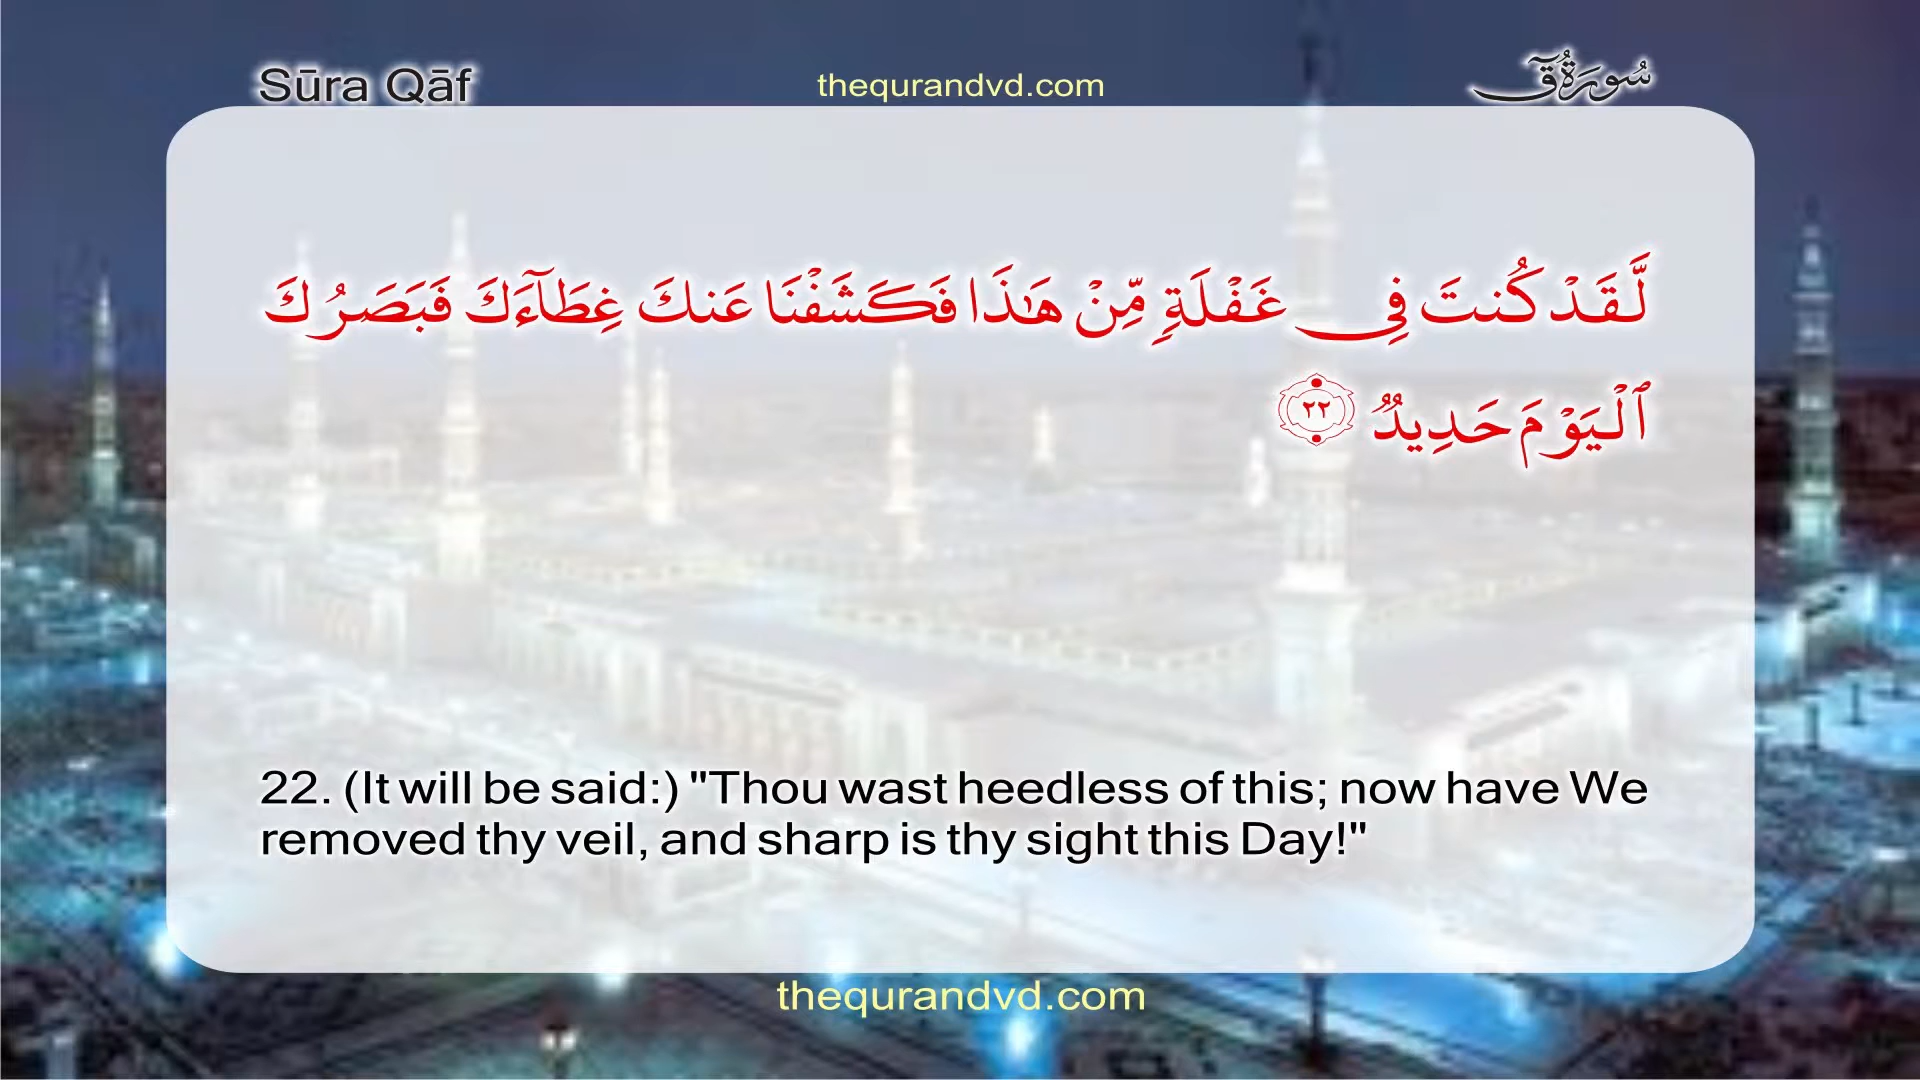 Sūra Qāf
thequrandvd.com
سُورَةُ قٓ
لَّقَدْ كُنتَ فِى غَفْلَةٍ مِّنْ هَـٰذَا فَكَشَفْنَا عَنكَ غِطَآءَكَ فَبَصَرُكَ
ٱلْيَوْمَ حَدِيدٌ ٢٢
22. (It will be said:) "Thou wast heedless of this; now have We
removed thy veil, and sharp is thy sight this Day!"
thequrandvd.com